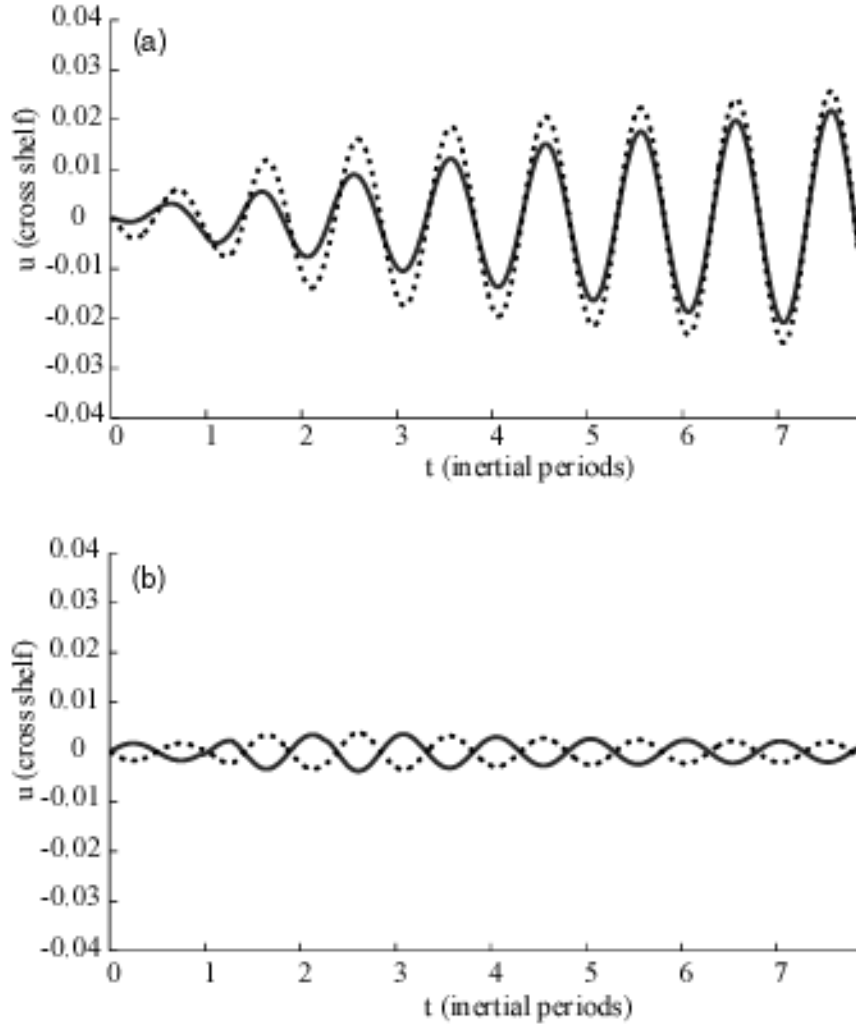 0.04
(a)
0.03
0.02
0.01
0
-0.01
-0.02
-0.03
-0.04
u (cross shelf)
0 1 2 3 4 5 6 7
t (inertial periods)
0.04
(b)
0.03
0.02
0.01
0
-0.01
-0.02
-0.03
-0.04
u (cross shelf)
0 1 2 3 4 5 6 7
t (inertial periods)